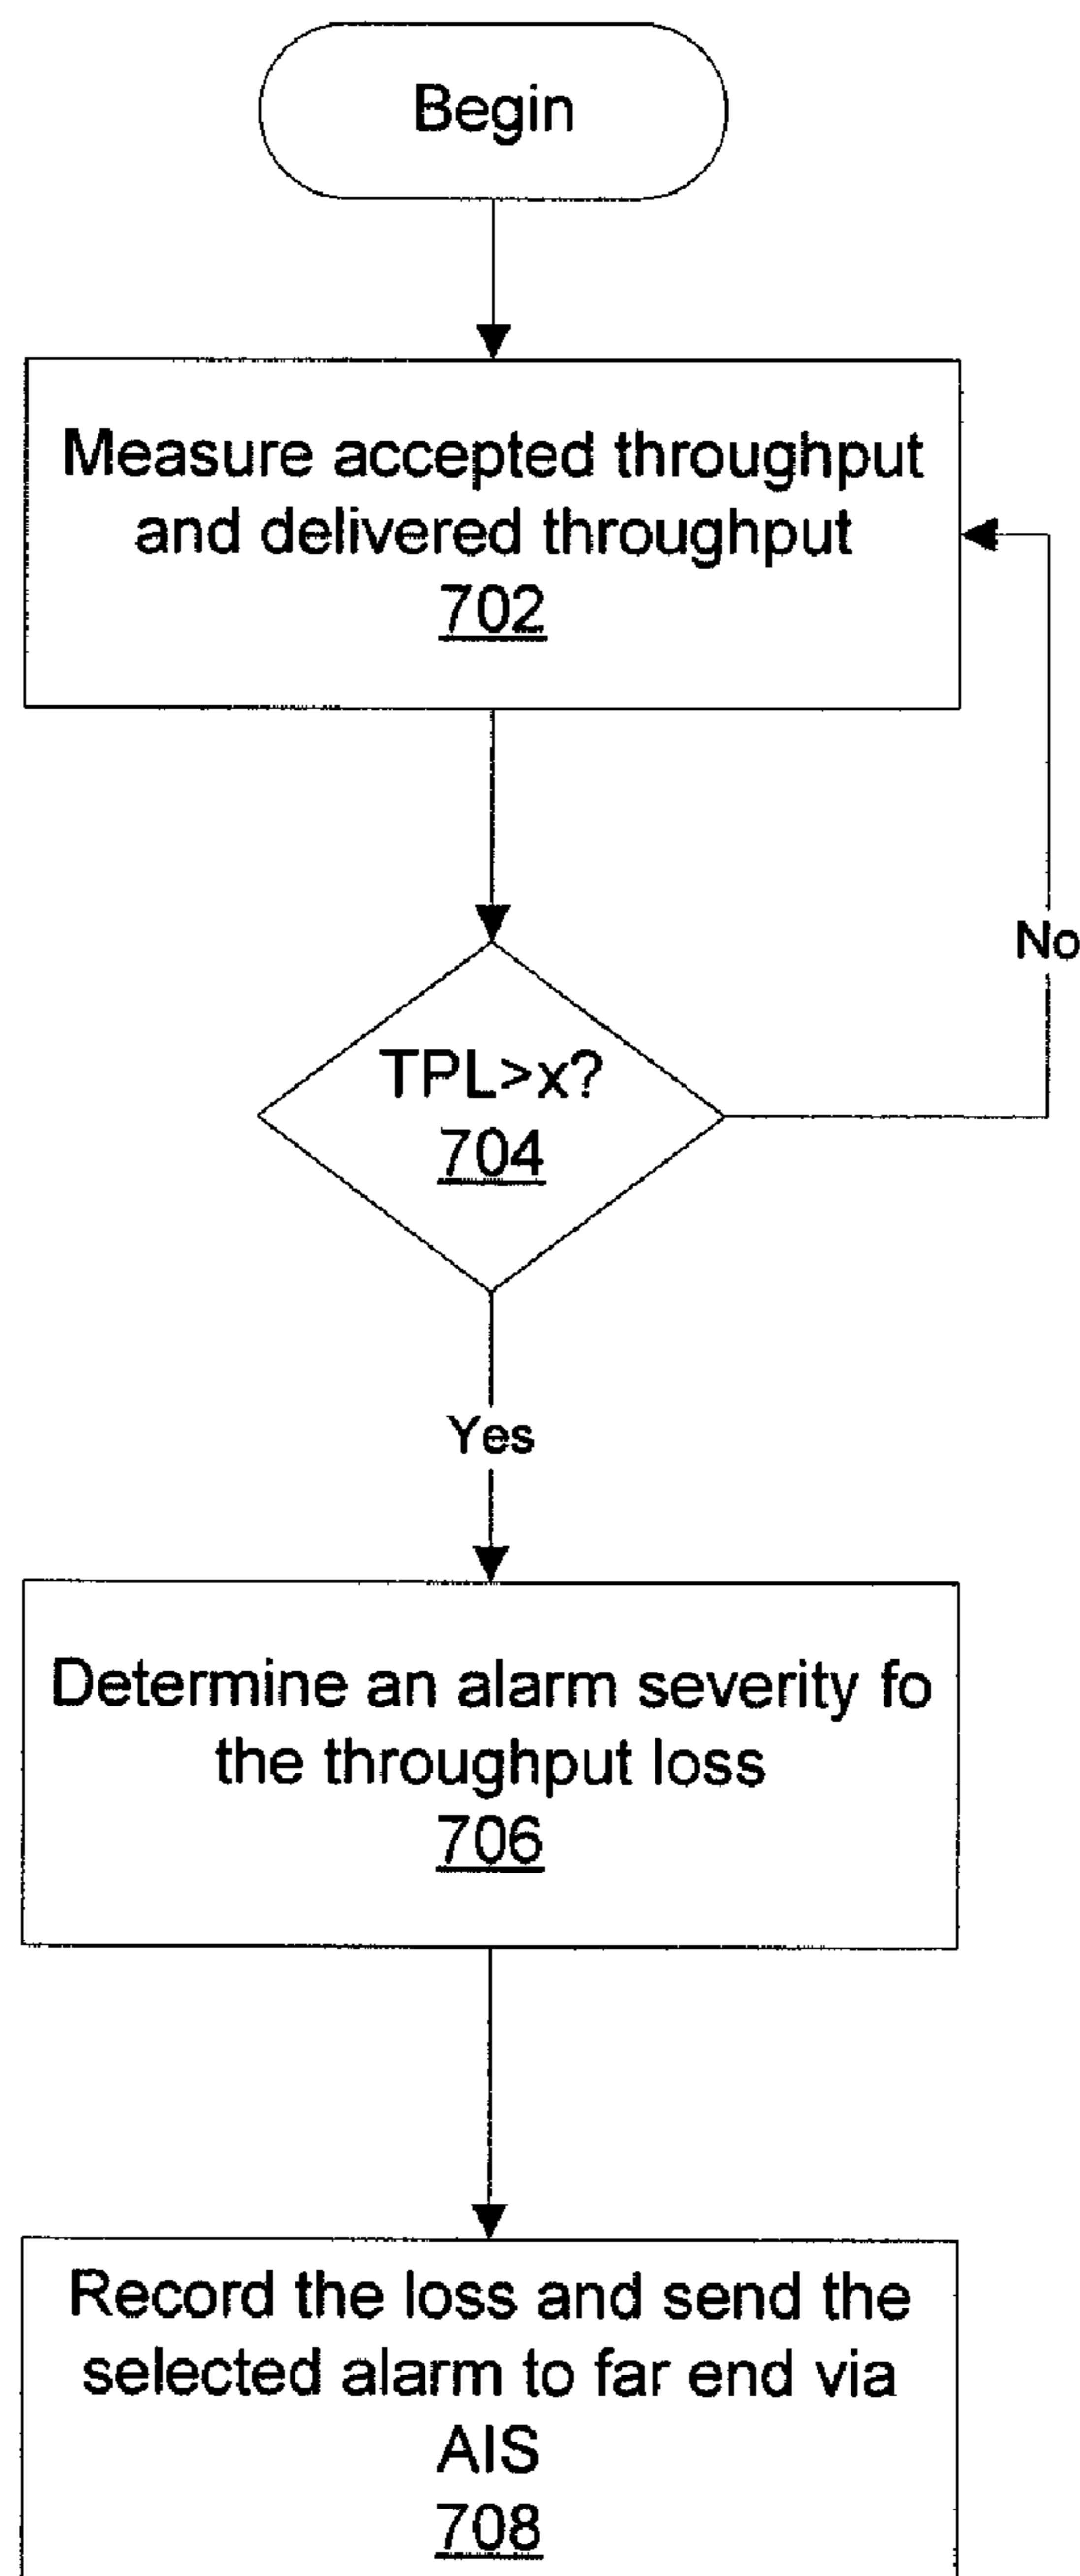 Begin
Measure accepted throughput
and delivered throughput
702
No
TPL>x?
704
Yes
Determine an alarm severity fo
the throughput loss
706
Record the loss and send the
selected alarm to far end via
AIS
708